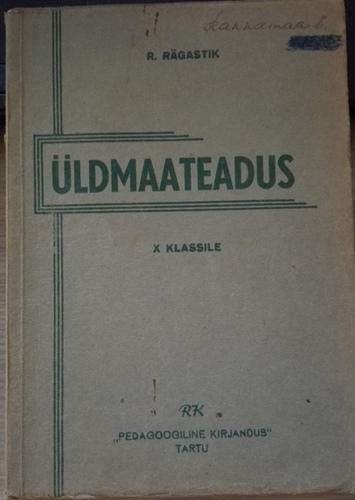 R. RÄGASTIK
ÜLDMAATEADUS
X KLASSILE
RK
„PEDAGOOGILINE KIRJANDUS"
TARTU